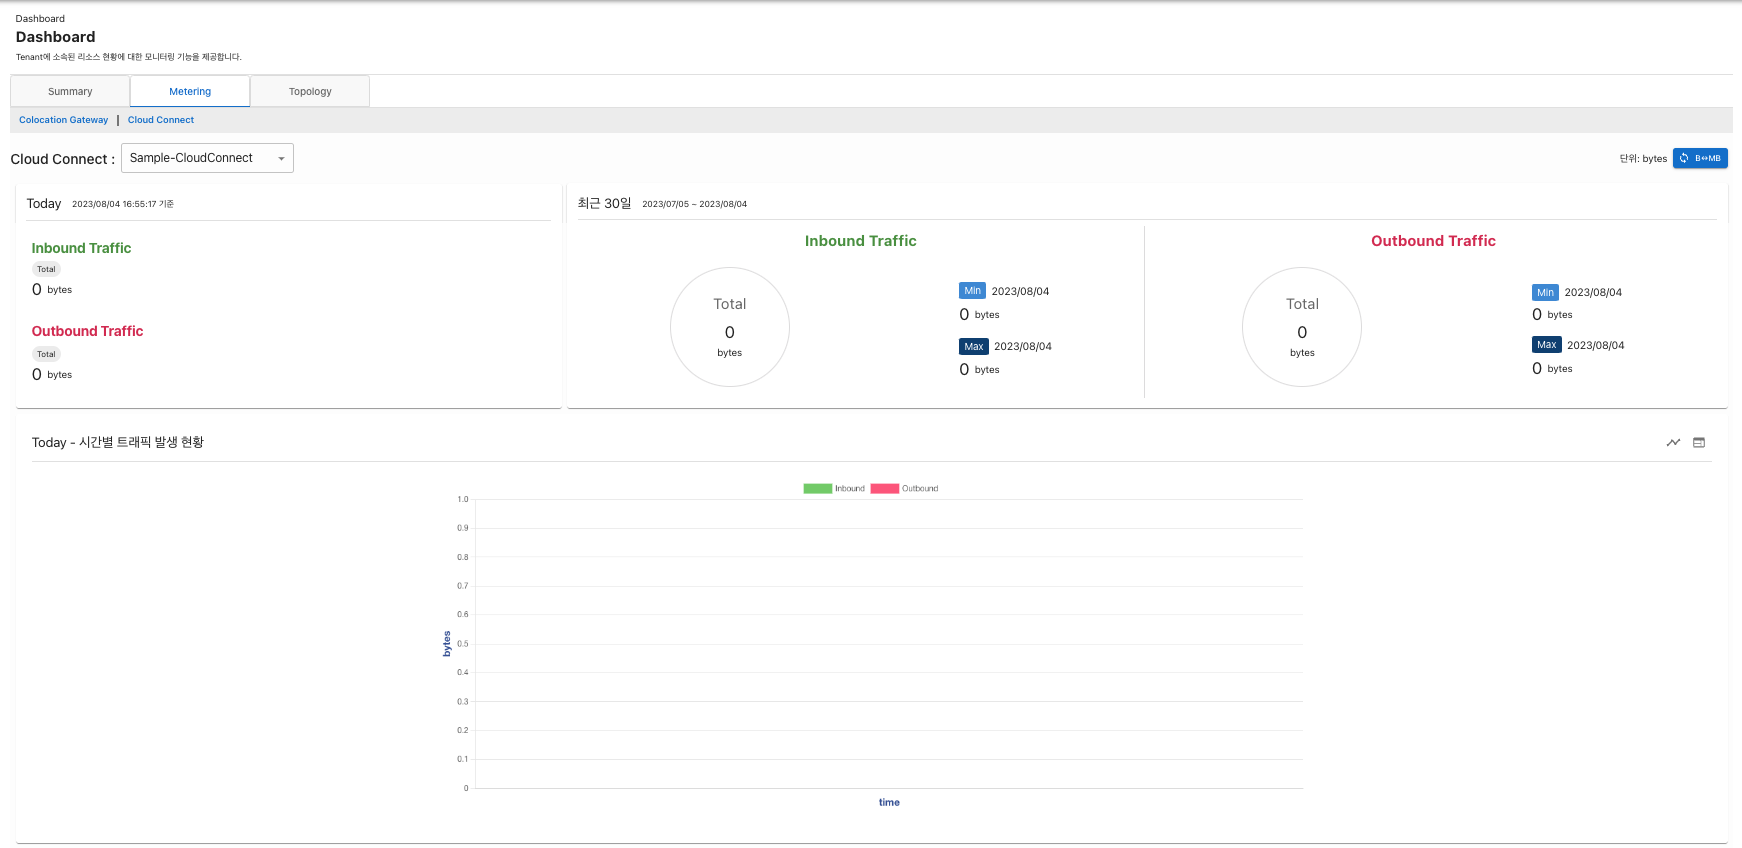 Dashboard
Dashboard
Tenant에 소속된 리소스 현황에 대한 모니터링 기능을 제공합니다.
Summary Metering Topology
Colocation Gateway | Cloud Connect
Cloud Connect : Sample-CloudConnect 단위: bytes B⇔MB
Today 2023/08/04 16:55:17 기준
Inbound Traffic
Total
0 bytes
Outbound Traffic
Total
0 bytes
최근 30일 2023/07/05 ~ 2023/08/04
Inbound Traffic
Total
0
bytes
Min 2023/08/04
0 bytes
Max 2023/08/04
0 bytes
Outbound Traffic
Total
0
bytes
Min 2023/08/04
0 bytes
Max 2023/08/04
0 bytes
Today - 시간별 트래픽 발생 현황
Inbound Outbound
1.0
0.9
0.8
0.7
0.6
0.5
0.4
0.3
0.2
0.1
0
bytes
time